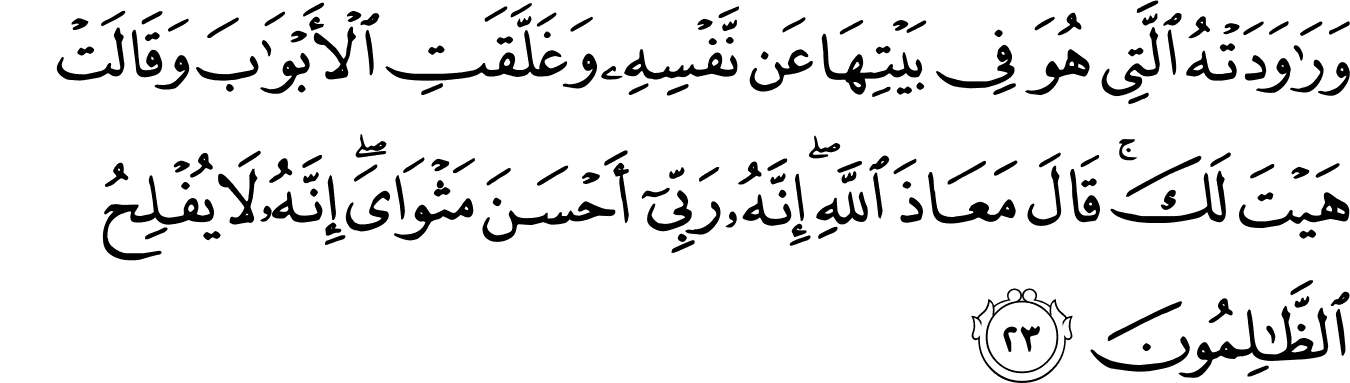 وَرَٰوَدَتۡهُ ٱلَّتِي هُوَ فِي بَيۡتِهَا عَن نَّفۡسِهِۦ وَغَلَّقَتِ ٱلۡأَبۡوَٰبَ وَقَالَتۡ
هَيۡتَ لَكَۚ قَالَ مَعَاذَ ٱللَّهِۖ إِنَّهُۥ رَبِّيٓ أَحۡسَنَ مَثۡوَايَۖ إِنَّهُۥ لَا يُفۡلِحُ
ٱلظَّٰلِمُونَ ٢٣